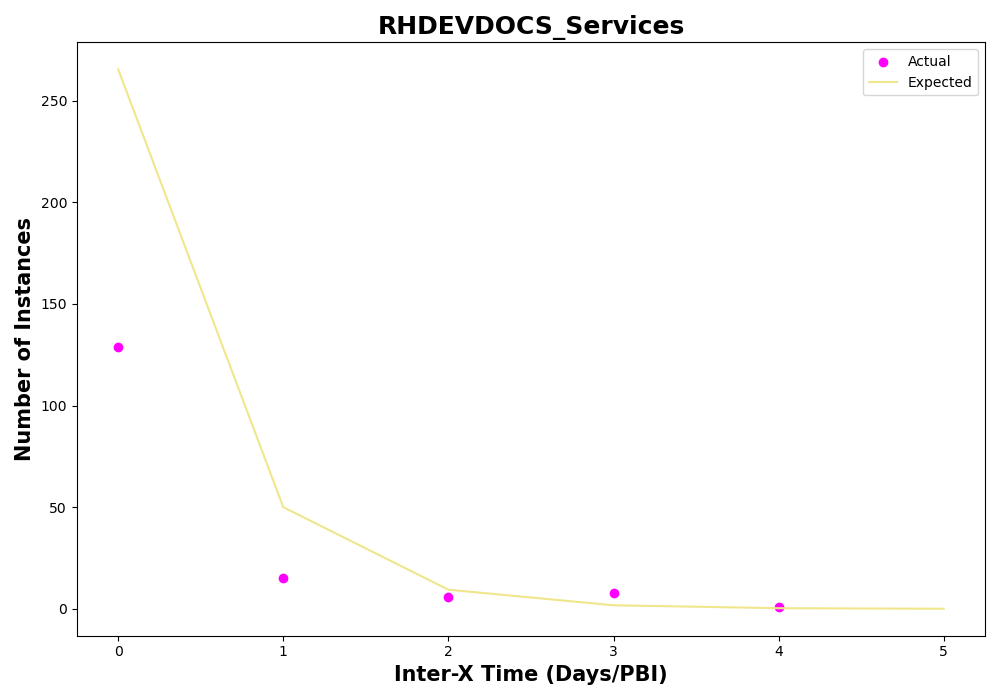 RHDEVDOCS_Services
Actual
Expected
Number of Instances
250
200
150
100
50
0
0 1 2 3 4 5
Inter-X Time (Days/PBI)